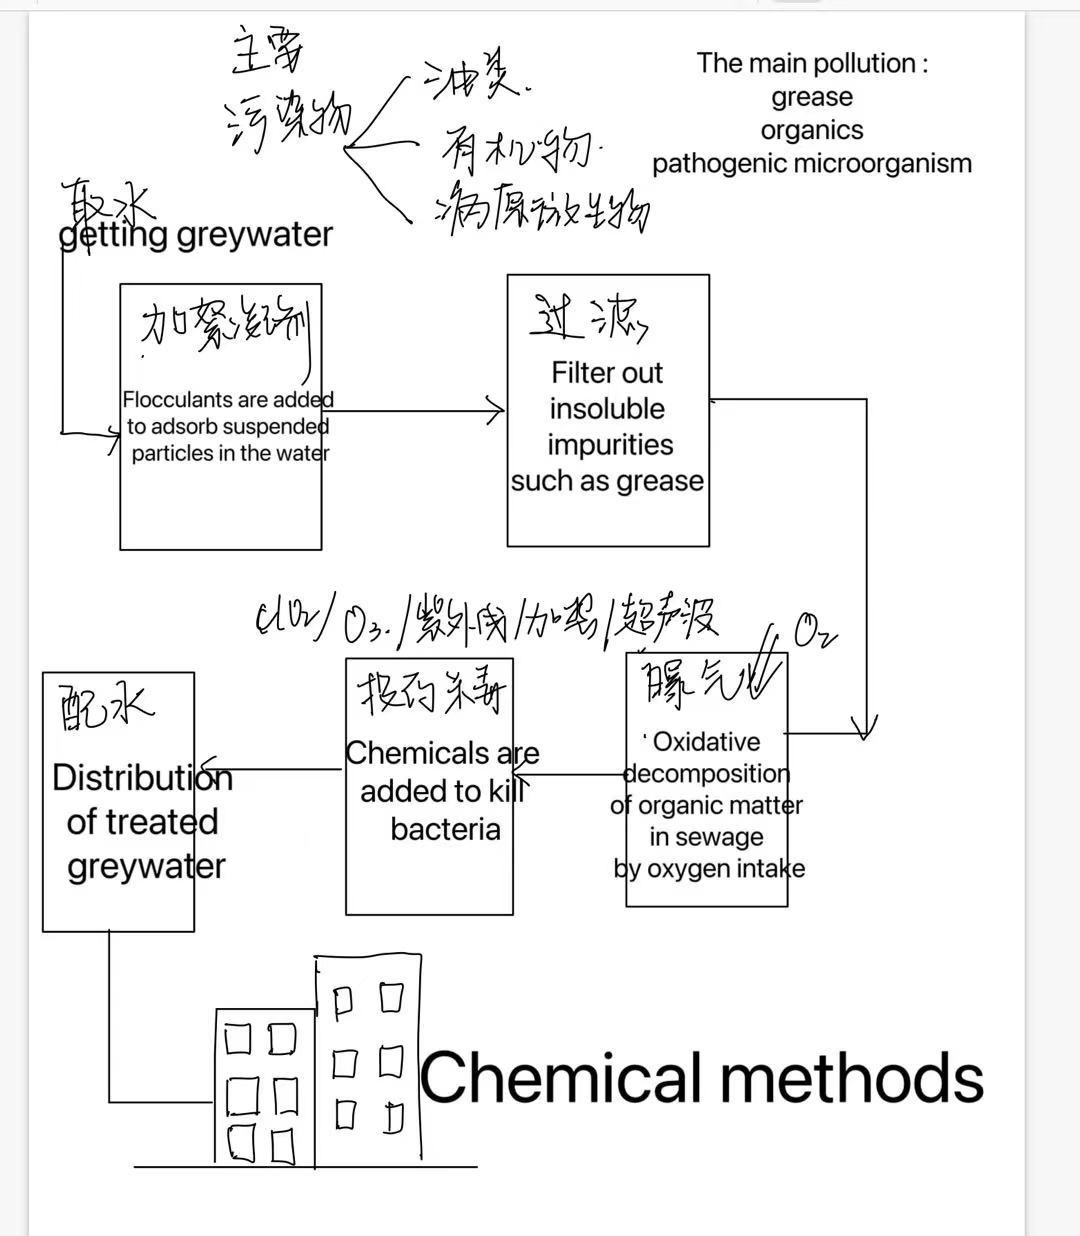 主要
污染物
油类.
有机物.
病原微生物
The main pollution :
grease
organics
pathogenic microorganism
取水
getting greywater
加絮凝剂
Flocculants are added
to adsorb suspended
particles in the water
过滤
Filter out
insoluble
impurities
such as grease
O₂
曝气
Oxidative
decomposition
of organic matter
in sewage
by oxygen intake
ClO₂/O₃./紫外线/加热/超声波
投药杀毒
Chemicals are
added to kill
bacteria
配水
Distribution
of treated
greywater
Chemical methods